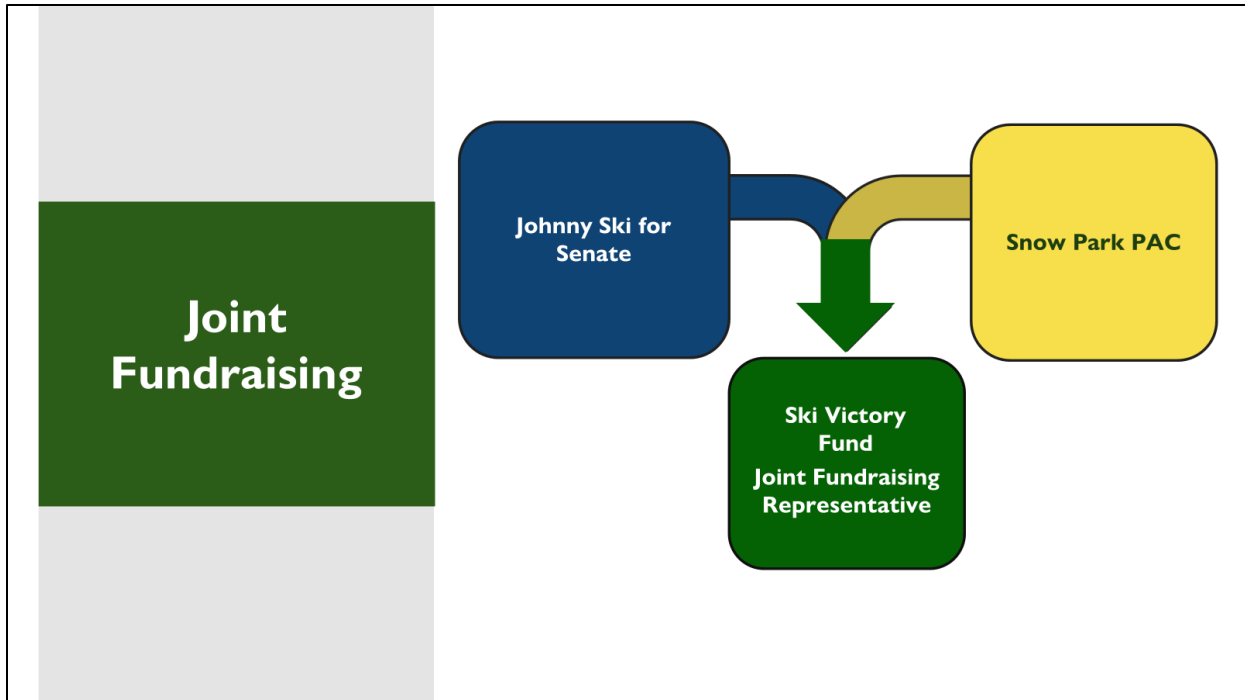 Joint
Fundraising
Johnny Ski for
Senate
Snow Park PAC
Ski Victory
Fund
Joint Fundraising
Representative